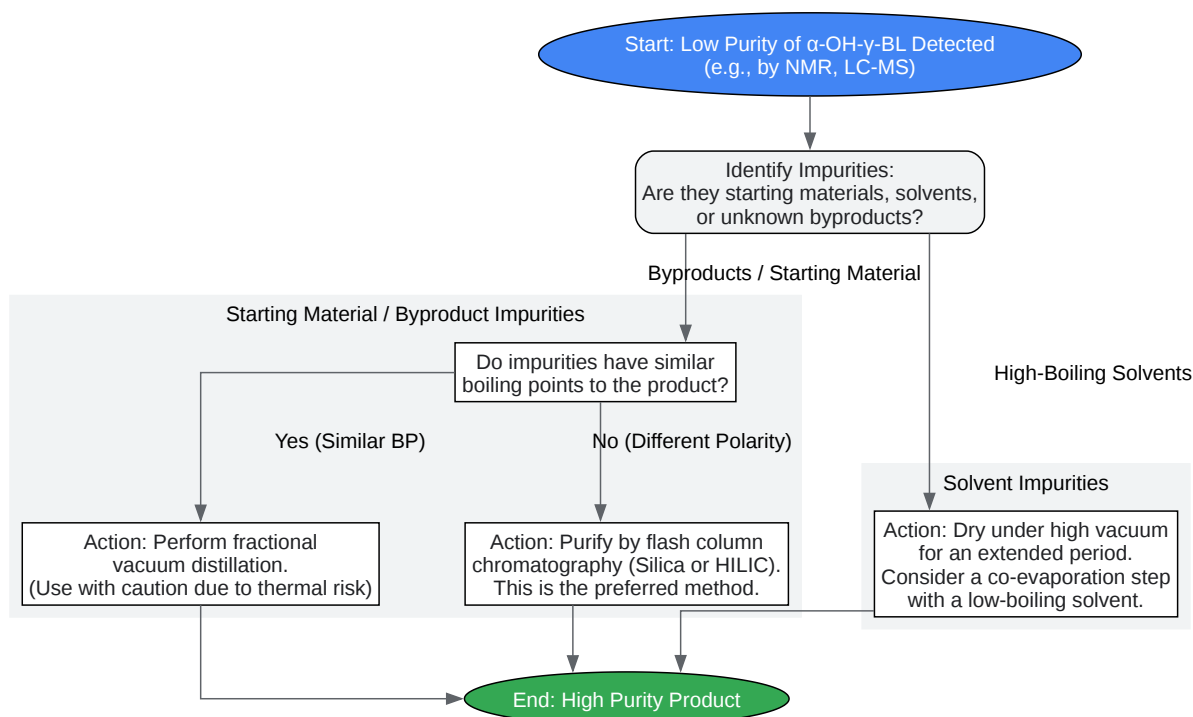 Start: Low Purity of α-OH-γ-BL Detected
(e.g., by NMR, LC-MS)
Identify Impurities:
Are they starting materials, solvents,
or unknown byproducts?
Byproducts / Starting Material
Starting Material / Byproduct Impurities
Do impurities have similar
boiling points to the product?
High-Boiling Solvents
Yes (Similar BP)
No (Different Polarity)
Solvent Impurities
Action: Perform fractional
vacuum distillation.
(Use with caution due to thermal risk)
Action: Purify by flash column
chromatography (Silica or HILIC).
This is the preferred method.
Action: Dry under high vacuum
for an extended period.
Consider a co-evaporation step
with a low-boiling solvent.
End: High Purity Product